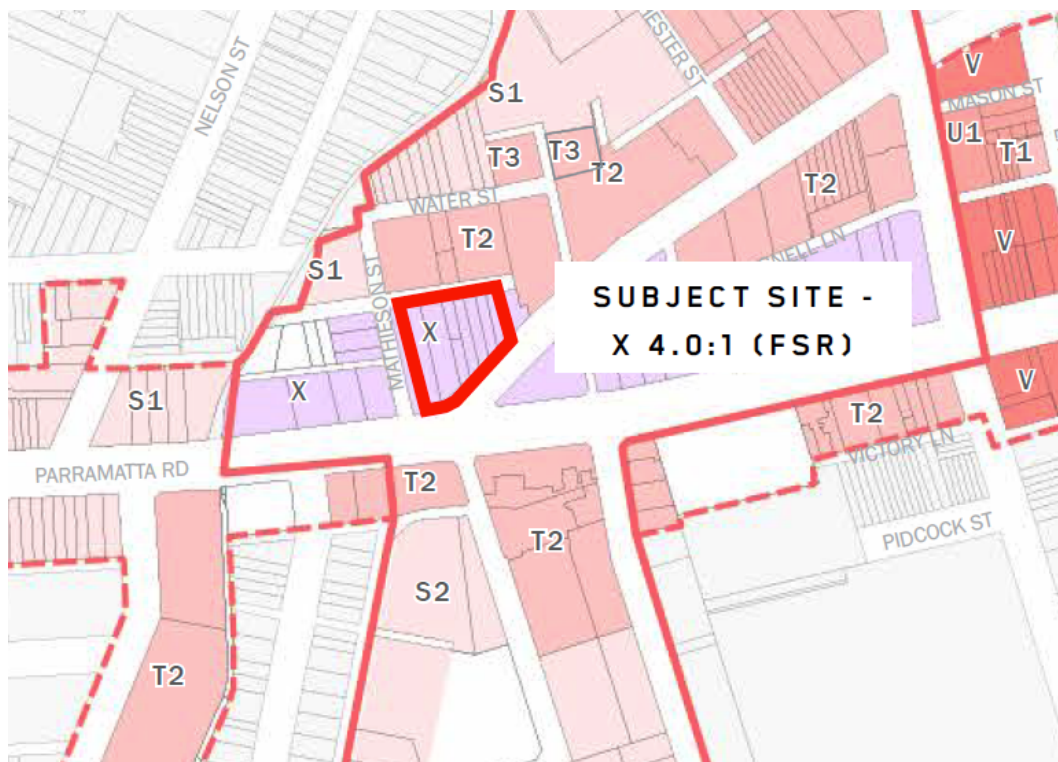 NELSON ST
S1
V
MASON ST
U1
T1
T3
T3
T2
T2
WATER ST
T2
S1
MATHESON ST
X
SUBJECT SITE -
X 4.0:1 (FSR)
V
X
S1
V
T2
VICTORY LN
PARRAMATTA RD
T2
T2
PIDCOCK ST
S2
T2